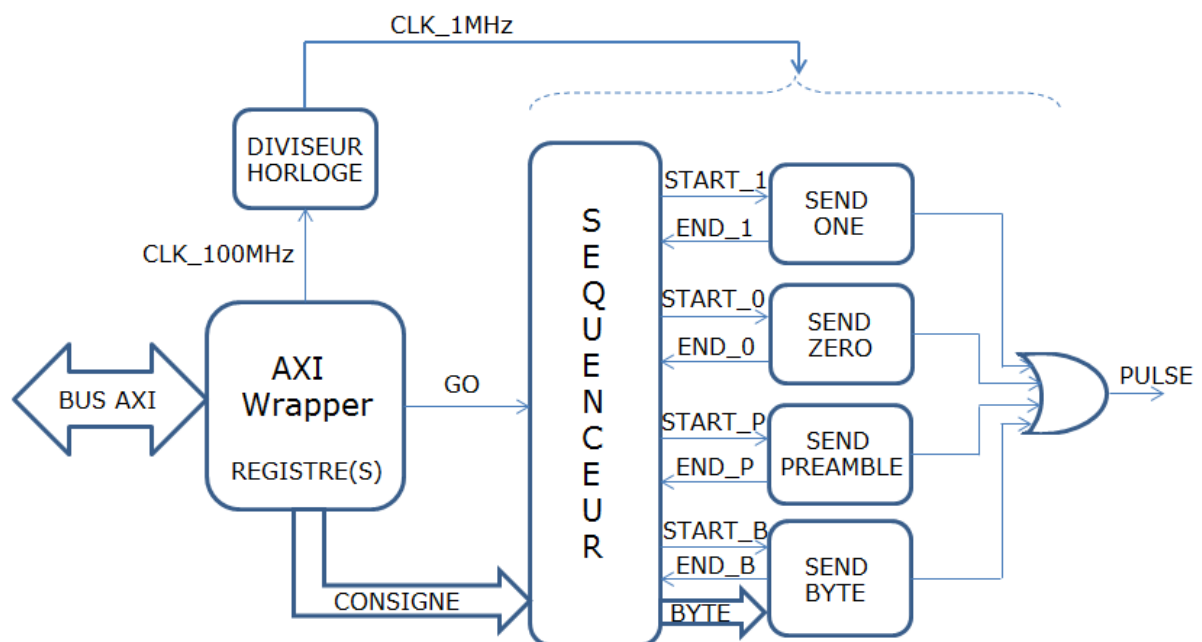 CLK_1MHz
DIVISEUR
HORLOGE
CLK_100MHz
BUS AXI
AXI
Wrapper
REGISTRE(S)
GO
CONSIGNE
S
E
Q
U
E
N
C
E
U
R
START_1
END_1
SEND
ONE
START_0
END_0
SEND
ZERO
START_P
END_P
SEND
PREAMBLE
START_B
END_B
BYTE
SEND
BYTE
PULSE